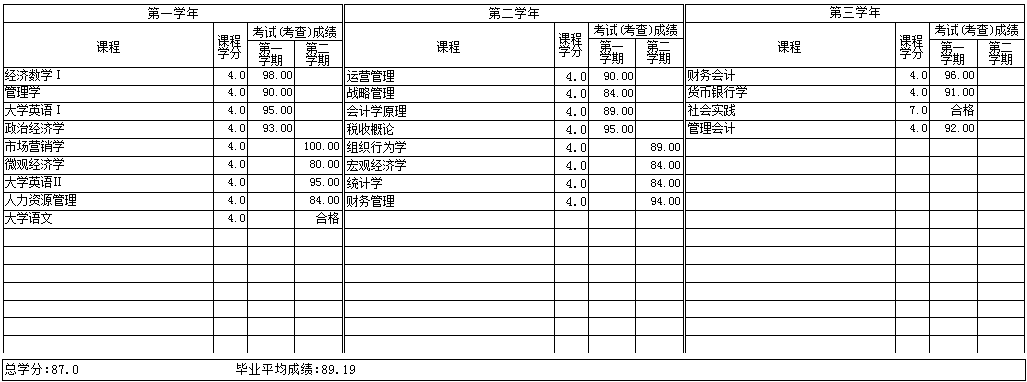 第一学年 第二学年 第三学年
课程 课程学分 考试(考查)成绩 课程 课程学分 考试(考查)成绩 课程 课程学分 考试(考查)成绩
第一学期 第二学期 第一学期 第二学期 第一学期 第二学期
经济数学Ⅰ 4.0 98.00 运营管理 4.0 90.00 财务会计 4.0 96.00
管理学 4.0 90.00 战略管理 4.0 84.00 货币银行学 4.0 91.00
大学英语Ⅰ 4.0 95.00 会计学原理 4.0 89.00 社会实践 7.0 合格
政治经济学 4.0 93.00 税收概论 4.0 95.00 管理会计 4.0 92.00
市场营销学 4.0 100.00 组织行为学 4.0 89.00
微观经济学 4.0 80.00 宏观经济学 4.0 84.00
大学英语Ⅱ 4.0 95.00 统计学 4.0 84.00
人力资源管理 4.0 84.00 财务管理 4.0 94.00
大学语文 4.0 合格
总学分:87.0 毕业平均成绩:89.19